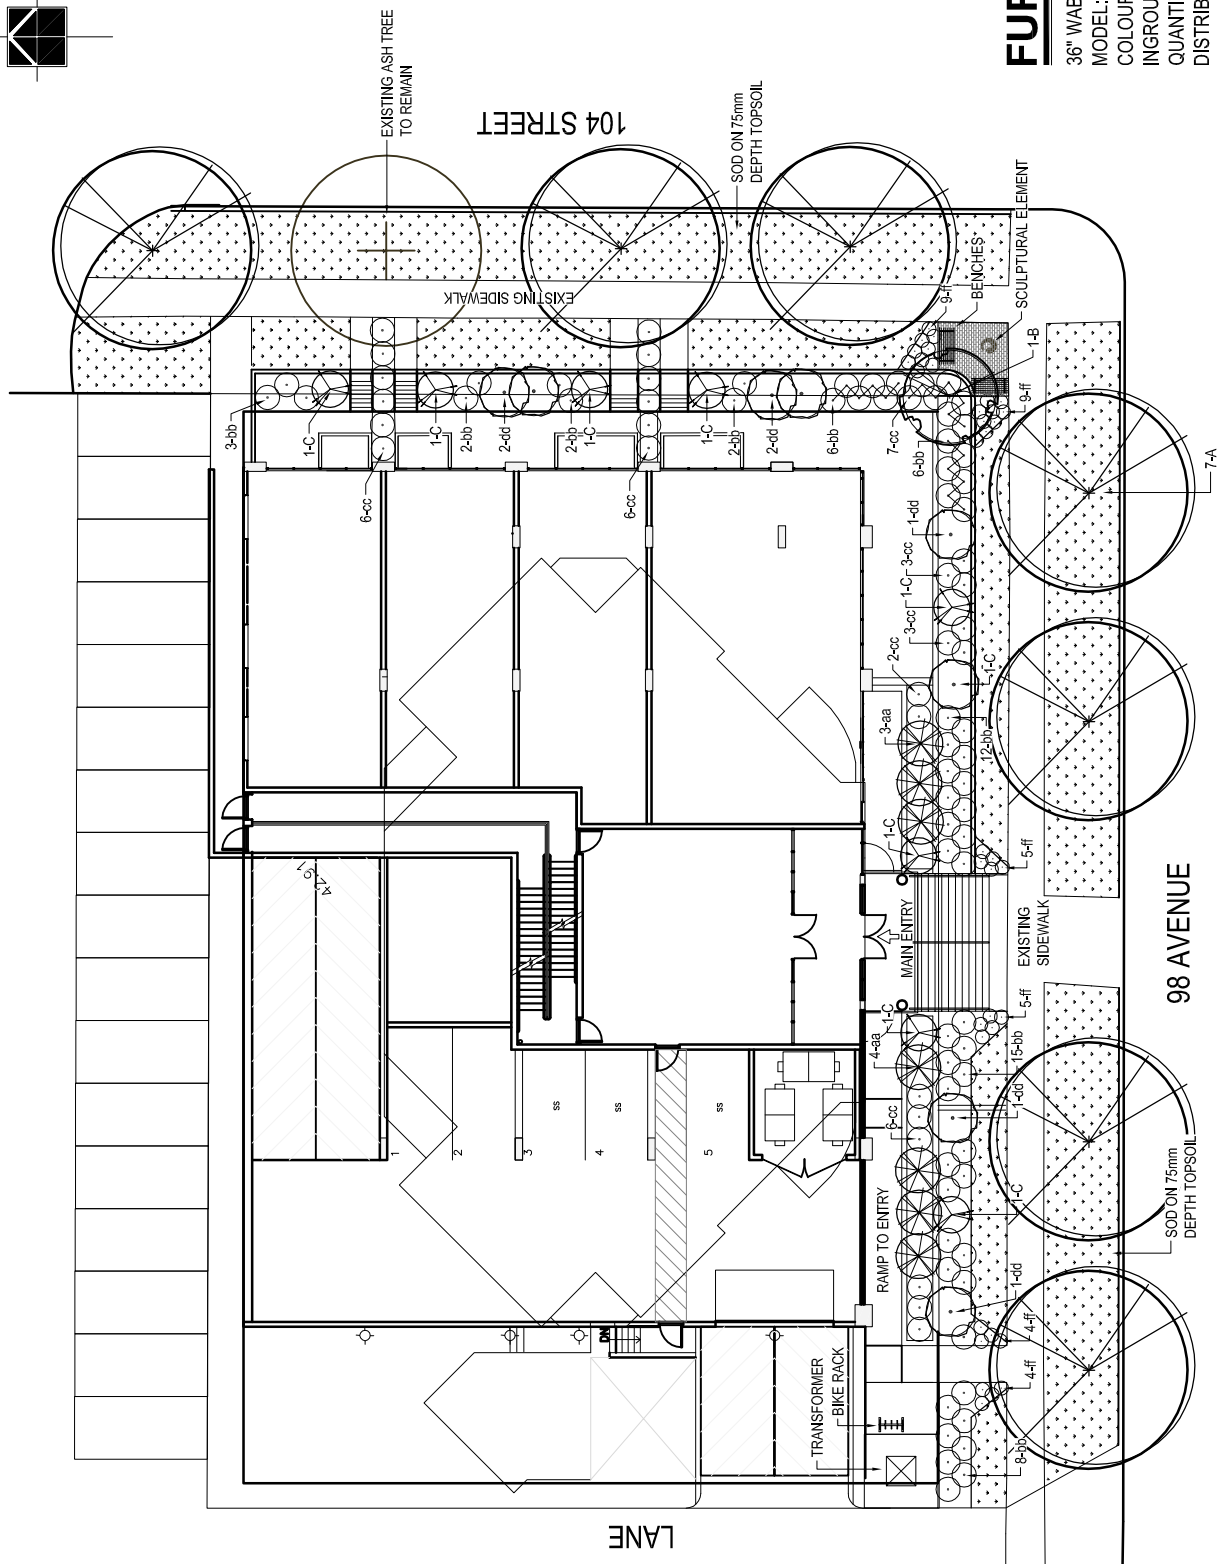 EXISTING ASH TREE
TO REMAIN
104 STREET
SOD ON 75mm
DEPTH TOPSOIL
EXISTING SIDEWALK
9-ff
BENCHES
SCULPTURAL ELEMENT
1-B
9-ff
3-bb
1-C
6-cc
1-C
2-bb
2-dd
2-bb
1-C
6-cc
1-C
2-bb
2-dd
6-bb
7-cc
6-bb
1-dd
3-cc
1-C
3-cc
2-cc
1-C
3-aa
12-bb
1-C
5-ff
7-A
MAIN ENTRY
EXISTING
SIDEWALK
98 AVENUE
5-ff
1-C
4-aa
15-bb
1-dd
6-cc
1-C
RAMP TO ENTRY
1-dd
4-ff
4-ff
8-bb
SOD ON 75mm
DEPTH TOPSOIL
TRANSFORMER
BIKE RACK
LANE
DN
1
2
3
4
5
ss
ss
ss
42.91
36" WAB
MODEL:
COLOUR
INGROU
QUANTI
DISTRIB